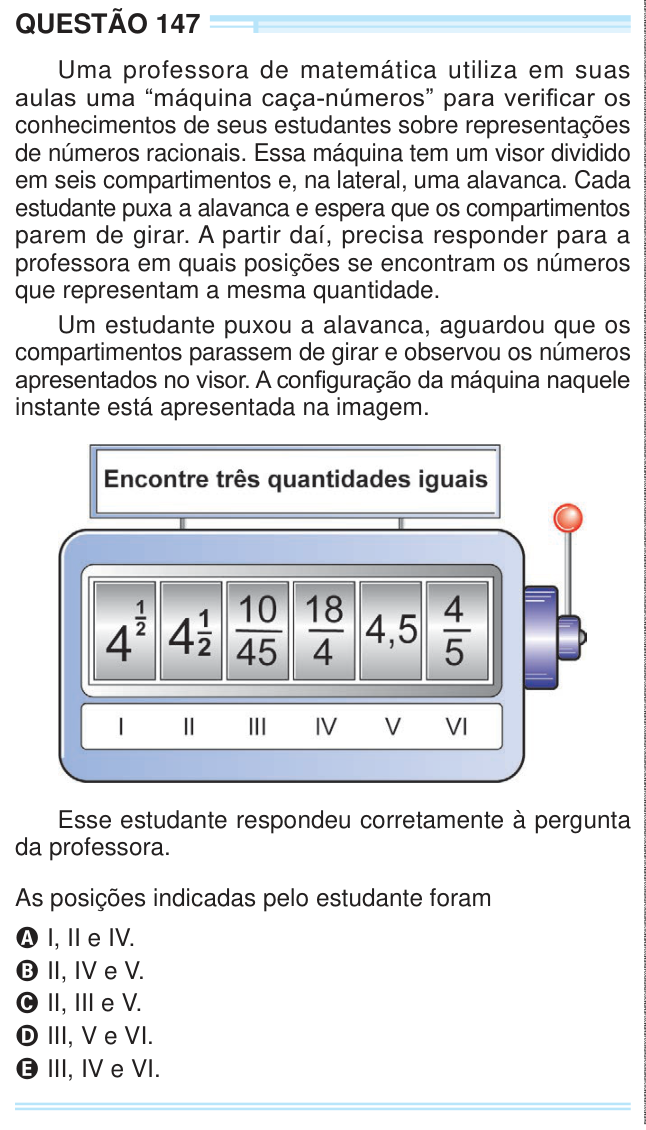 QUESTÃO 147
Uma professora de matemática utiliza em suas
aulas uma “máquina caça-números” para verificar os
conhecimentos de seus estudantes sobre representações
de números racionais. Essa máquina tem um visor dividido
em seis compartimentos e, na lateral, uma alavanca. Cada
estudante puxa a alavanca e espera que os compartimentos
parem de girar. A partir daí, precisa responder para a
professora em quais posições se encontram os números
que representam a mesma quantidade.
Um estudante puxou a alavanca, aguardou que os
compartimentos parassem de girar e observou os números
apresentados no visor. A configuração da máquina naquele
instante está apresentada na imagem.
Encontre três quantidades iguais
4^(1/2) 4 1/2 10/45 18/4 4,5 4/5
I II III IV V VI
Esse estudante respondeu corretamente à pergunta
da professora.
As posições indicadas pelo estudante foram
A I, II e IV.
B II, IV e V.
C II, III e V.
D III, V e VI.
E III, IV e VI.